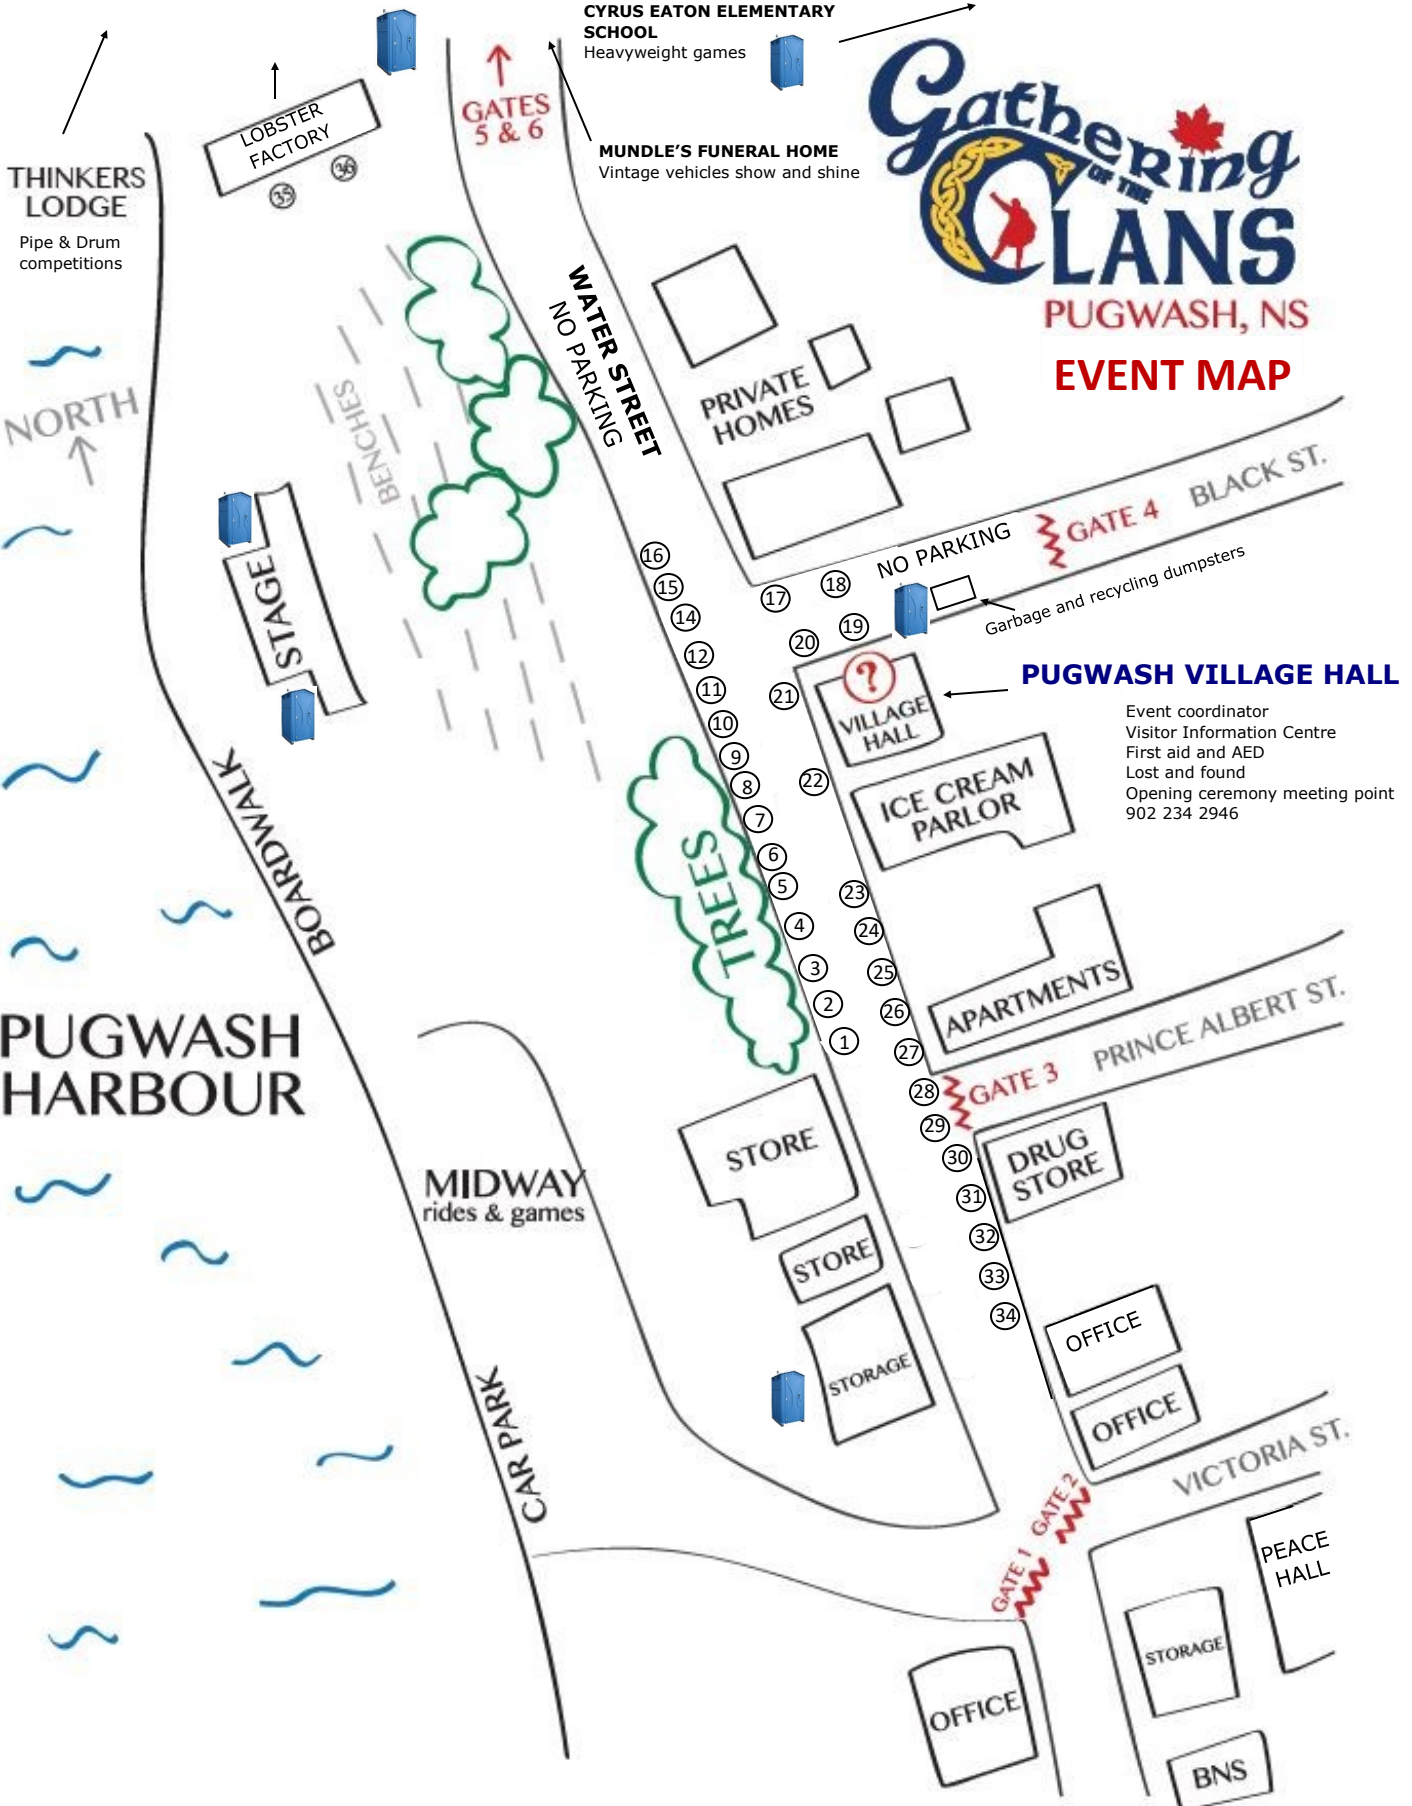 CYRUS EATON ELEMENTARY
SCHOOL
Heavyweight games
GATES
5 & 6
LOBSTER
FACTORY
35
36
MUNDLE'S FUNERAL HOME
Vintage vehicles show and shine
THINKERS
LODGE
Pipe & Drum
competitions
Gathering
OF THE
CLANS
PUGWASH, NS
EVENT MAP
NORTH
WATER STREET
NO PARKING
PRIVATE
HOMES
BENCHES
BLACK ST.
GATE 4
NO PARKING
Garbage and recycling dumpsters
STAGE
16
15
14
12
11
10
9
8
7
6
5
4
3
2
1
17
18
19
20
21
22
23
24
25
26
27
28
29
30
31
32
33
34
?
VILLAGE
HALL
PUGWASH VILLAGE HALL
Event coordinator
Visitor Information Centre
First aid and AED
Lost and found
Opening ceremony meeting point
902 234 2946
ICE CREAM
PARLOR
TREES
BOARDWALK
APARTMENTS
PRINCE ALBERT ST.
GATE 3
PUGWASH
HARBOUR
STORE
DRUG
STORE
MIDWAY
rides & games
STORE
STORAGE
OFFICE
OFFICE
CAR PARK
VICTORIA ST.
GATE 2
GATE 1
PEACE
HALL
STORAGE
OFFICE
BNS